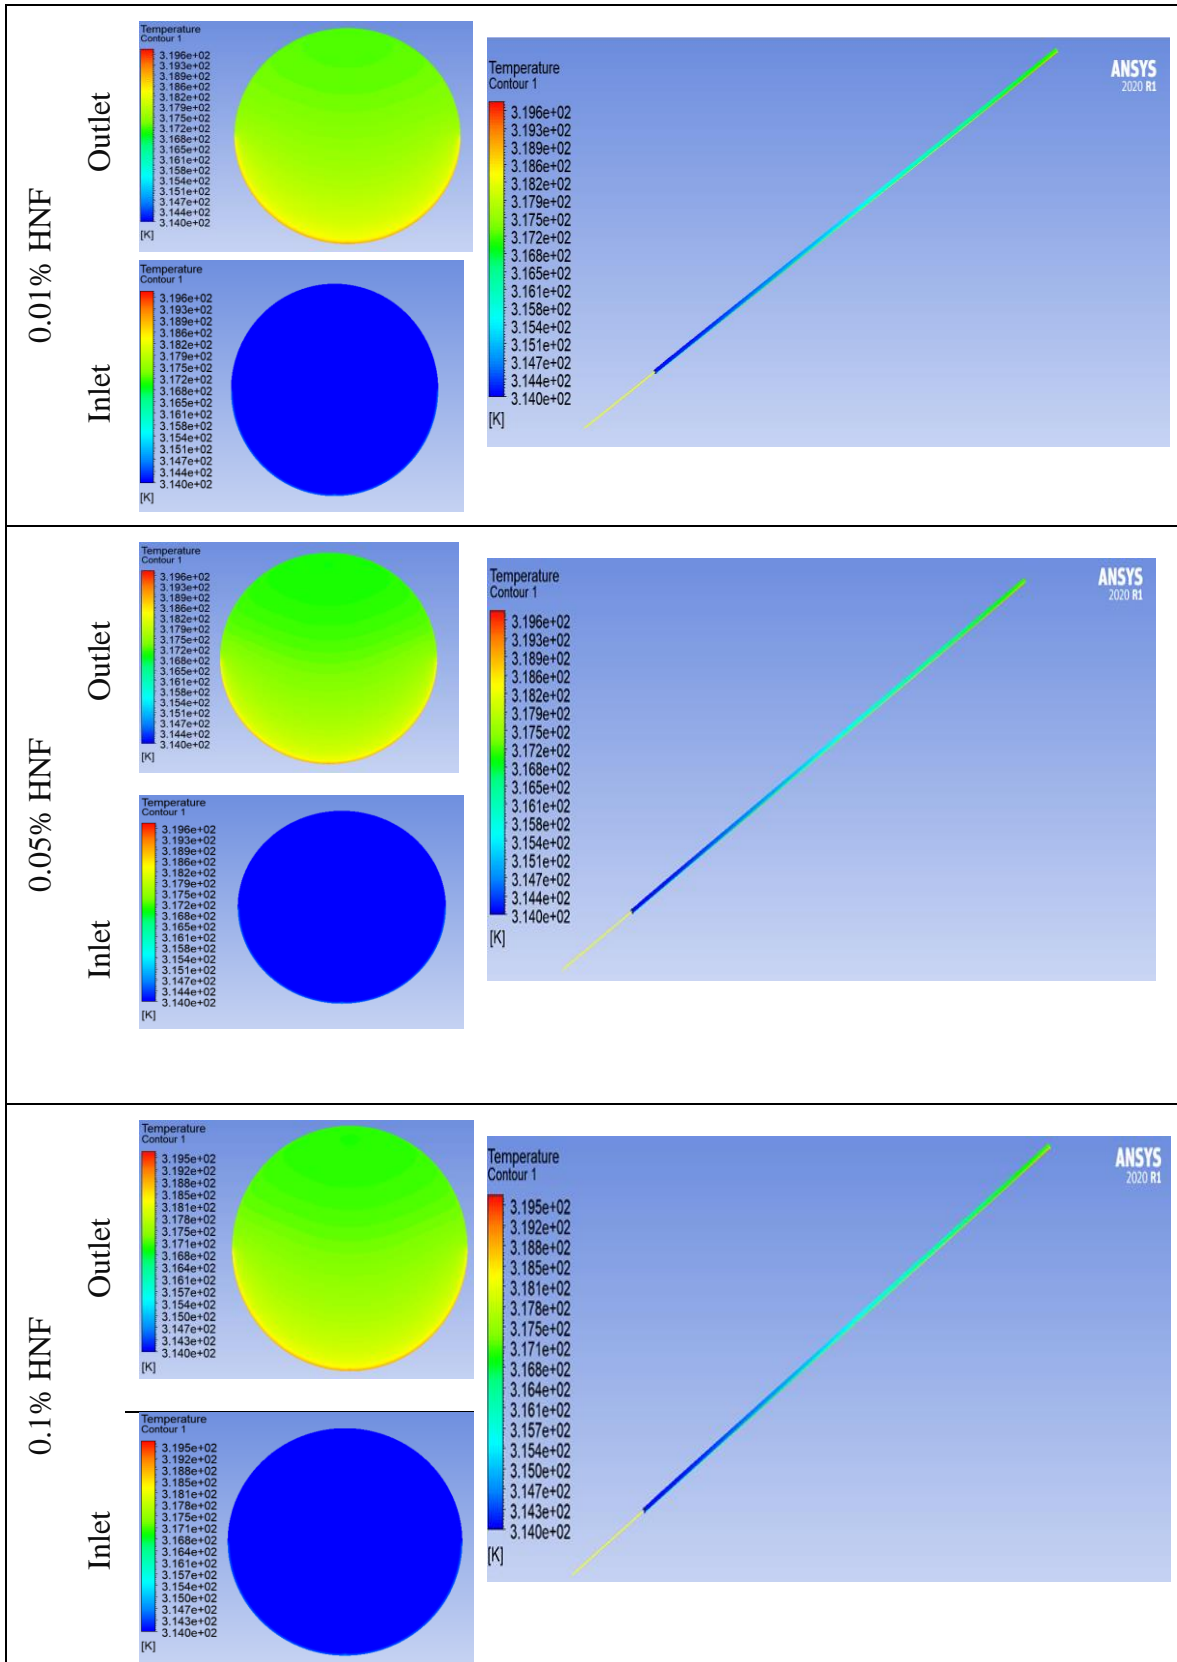 0.01% HNF
Outlet
Temperature
Contour 1
3.196e+02
3.193e+02
3.189e+02
3.186e+02
3.182e+02
3.179e+02
3.175e+02
3.172e+02
3.168e+02
3.165e+02
3.161e+02
3.158e+02
3.154e+02
3.151e+02
3.147e+02
3.144e+02
3.140e+02
[K]
Inlet
Temperature
Contour 1
3.196e+02
3.193e+02
3.189e+02
3.186e+02
3.182e+02
3.179e+02
3.175e+02
3.172e+02
3.168e+02
3.165e+02
3.161e+02
3.158e+02
3.154e+02
3.151e+02
3.147e+02
3.144e+02
3.140e+02
[K]
Temperature
Contour 1
3.196e+02
3.193e+02
3.189e+02
3.186e+02
3.182e+02
3.179e+02
3.175e+02
3.172e+02
3.168e+02
3.165e+02
3.161e+02
3.158e+02
3.154e+02
3.151e+02
3.147e+02
3.144e+02
3.140e+02
[K]
ANSYS
2020 R1
0.05% HNF
Outlet
Temperature
Contour 1
3.196e+02
3.193e+02
3.189e+02
3.186e+02
3.182e+02
3.179e+02
3.175e+02
3.172e+02
3.168e+02
3.165e+02
3.161e+02
3.158e+02
3.154e+02
3.151e+02
3.147e+02
3.144e+02
3.140e+02
[K]
Inlet
Temperature
Contour 1
3.196e+02
3.193e+02
3.189e+02
3.186e+02
3.182e+02
3.179e+02
3.175e+02
3.172e+02
3.168e+02
3.165e+02
3.161e+02
3.158e+02
3.154e+02
3.151e+02
3.147e+02
3.144e+02
3.140e+02
[K]
Temperature
Contour 1
3.196e+02
3.193e+02
3.189e+02
3.186e+02
3.182e+02
3.179e+02
3.175e+02
3.172e+02
3.168e+02
3.165e+02
3.161e+02
3.158e+02
3.154e+02
3.151e+02
3.147e+02
3.144e+02
3.140e+02
[K]
ANSYS
2020 R1
0.1% HNF
Outlet
Temperature
Contour 1
3.195e+02
3.192e+02
3.188e+02
3.185e+02
3.181e+02
3.178e+02
3.175e+02
3.171e+02
3.168e+02
3.164e+02
3.161e+02
3.157e+02
3.154e+02
3.150e+02
3.147e+02
3.143e+02
3.140e+02
[K]
Inlet
Temperature
Contour 1
3.195e+02
3.192e+02
3.188e+02
3.185e+02
3.181e+02
3.178e+02
3.175e+02
3.171e+02
3.168e+02
3.164e+02
3.161e+02
3.157e+02
3.154e+02
3.150e+02
3.147e+02
3.143e+02
3.140e+02
[K]
Temperature
Contour 1
3.195e+02
3.192e+02
3.188e+02
3.185e+02
3.181e+02
3.178e+02
3.175e+02
3.171e+02
3.168e+02
3.164e+02
3.161e+02
3.157e+02
3.154e+02
3.150e+02
3.147e+02
3.143e+02
3.140e+02
[K]
ANSYS
2020 R1